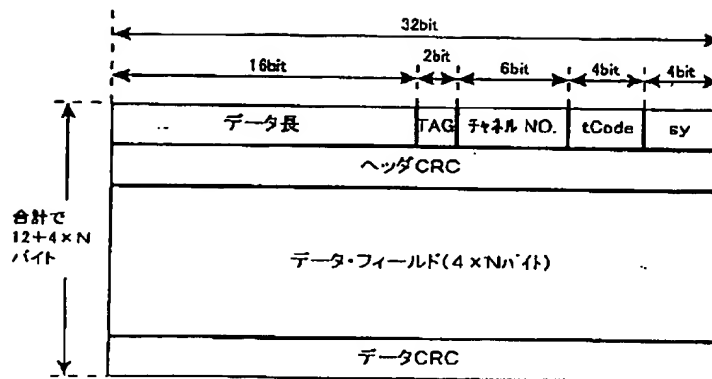 32bit
16bit
2bit
6bit
4bit
4bit
データ長
TAG
チャネル NO.
tCode
sy
ヘッダCRC
合計で
12+4×N
バイト
データ・フィールド(4×Nバイト)
データCRC